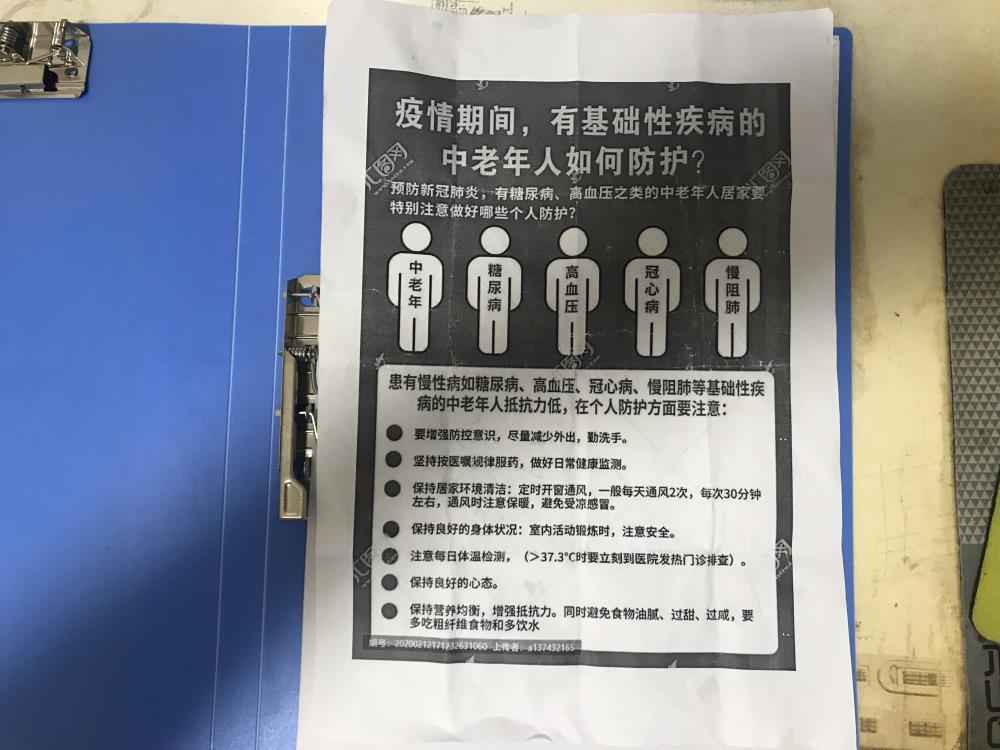 疫情期间，有基础性疾病的
中老年人如何防护？
预防新冠肺炎，有糖尿病、高血压之类的中老年人居家要
特别注意做好哪些个人防护？
中老年
糖尿病
高血压
冠心病
慢阻肺
患有慢性病如糖尿病、高血压、冠心病、慢阻肺等基础性疾
病的中老年人抵抗力低，在个人防护方面要注意：
要增强防控意识，尽量减少外出，勤洗手。
坚持按医嘱规律服药，做好日常健康监测。
保持居家环境清洁：定时开窗通风，一般每天通风2次，每次30分钟
左右，通风时注意保暖，避免受凉感冒。
保持良好的身体状况：室内活动锻炼时，注意安全。
注意每日体温检测，（＞37.3℃时要立刻到医院发热门诊排查）。
保持良好的心态。
保持营养均衡，增强抵抗力。同时避免食物油腻、过甜、过咸，要
多吃粗纤维食物和多饮水
编号：20200212171232631060 上传者：a137432165
汇图网